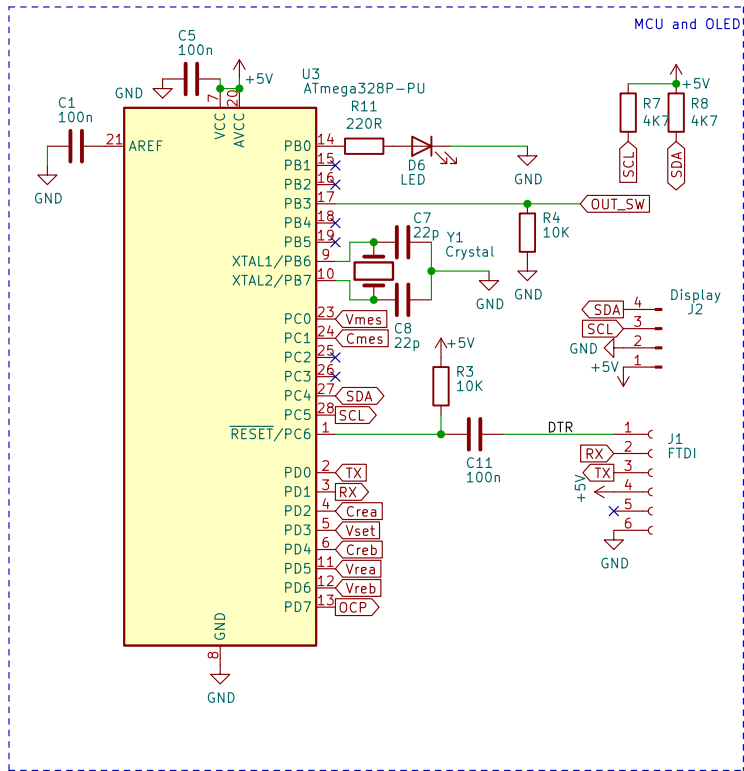 MCU and OLED
C5
100n
+5V
GND
U3
ATmega328P-PU
C1
100n
7
20
VCC
AVCC
21
AREF
GND
PB0
14
R11
220R
D6
LED
GND
PB1
15
PB2
16
PB3
17
OUT_SW
R4
10K
GND
PB4
18
PB5
19
XTAL1/PB6
9
XTAL2/PB7
10
C7
22p
Y1
Crystal
GND
C8
22p
PC0
23
Vmes
PC1
24
Cmes
PC2
25
PC3
26
PC4
27
SDA
PC5
28
SCL
RESET/PC6
1
+5V
R3
10K
C11
100n
DTR
PD0
2
TX
PD1
3
RX
PD2
4
Crea
PD3
5
Vset
PD4
6
Creb
PD5
11
Vrea
PD6
12
Vreb
PD7
13
OCP
GND
8
GND
+5V
R7
4K7
R8
4K7
SCL
SDA
Display
J2
SDA
4
SCL
3
GND
2
+5V
1
J1
FTDI
1
RX
2
TX
3
+5V
4
5
6
GND